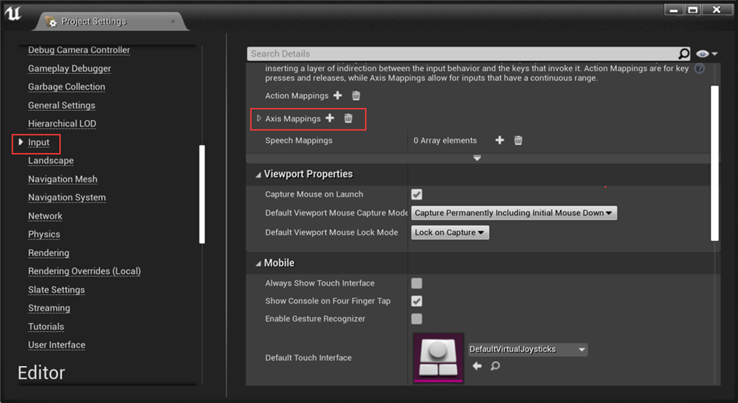 Project Settings
Debug Camera Controller
Gameplay Debugger
Garbage Collection
General Settings
Hierarchical LOD
Input
Landscape
Navigation Mesh
Navigation System
Network
Physics
Rendering
Rendering Overrides (Local)
Slate Settings
Streaming
Tutorials
User Interface
Editor
Search Details
inserting a layer of indirection between the input behavior and the keys that invoke it. Action Mappings are for key
presses and releases, while Axis Mappings allow for inputs that have a continuous range.
Action Mappings
Axis Mappings
Speech Mappings 0 Array elements
Viewport Properties
Capture Mouse on Launch
Default Viewport Mouse Capture Mode Capture Permanently Including Initial Mouse Down
Default Viewport Mouse Lock Mode Lock on Capture
Mobile
Always Show Touch Interface
Show Console on Four Finger Tap
Enable Gesture Recognizer
Default Touch Interface DefaultVirtualJoysticks